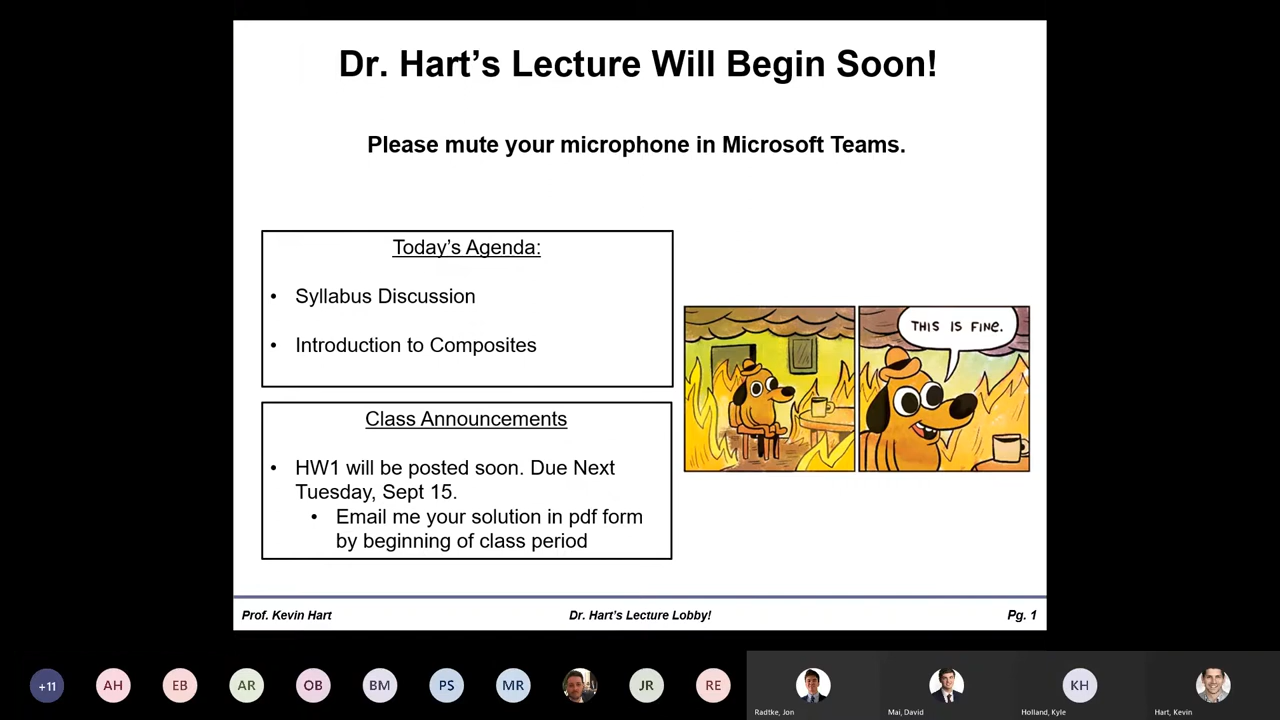 Dr. Hart's Lecture Will Begin Soon!
Please mute your microphone in Microsoft Teams.
Today's Agenda:
• Syllabus Discussion
• Introduction to Composites
THIS IS FINE.
Class Announcements
• HW1 will be posted soon. Due Next
Tuesday, Sept 15.
• Email me your solution in pdf form
by beginning of class period
Prof. Kevin Hart
Dr. Hart's Lecture Lobby!
Pg. 1
+11
AH
EB
AR
OB
BM
PS
MR
JR
RE
KH
Radtke, Jon
Mai, David
Holland, Kyle
Hart, Kevin